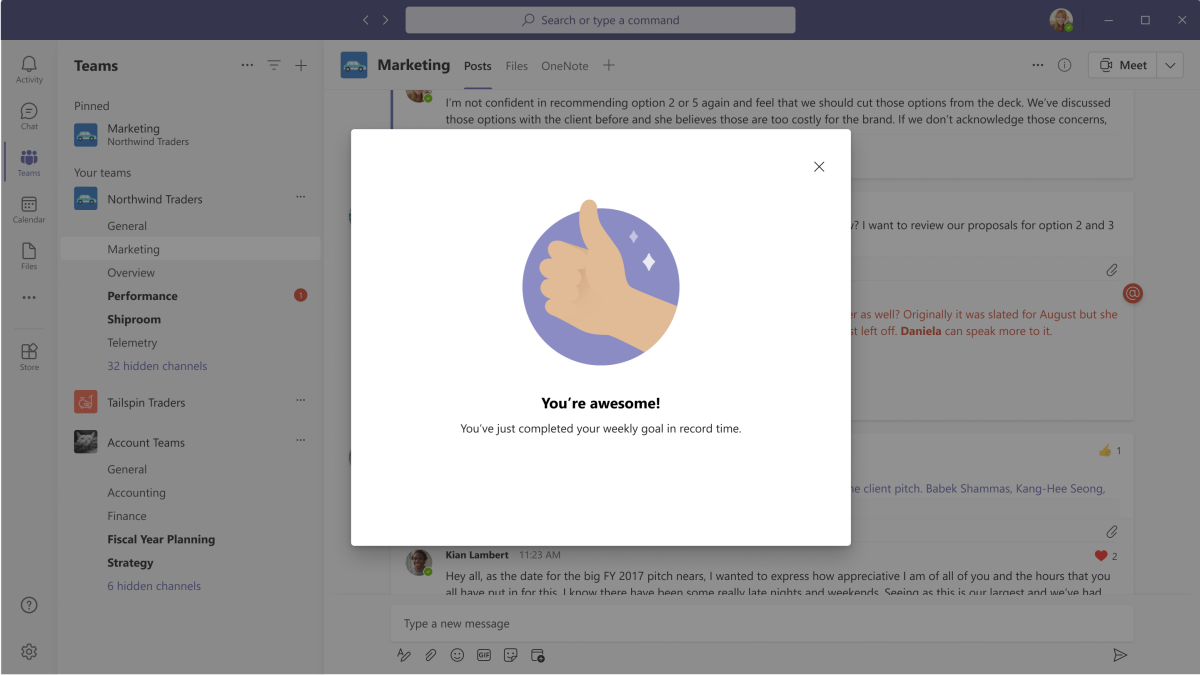 Search or type a command
Activity
Chat
Teams
Calendar
Files
Store
Teams
Pinned
Marketing
Northwind Traders
Your teams
Northwind Traders
General
Marketing
Overview
Performance
1
Shiproom
Telemetry
32 hidden channels
Tailspin Traders
Account Teams
General
Accounting
Finance
Fiscal Year Planning
Strategy
6 hidden channels
Marketing Posts Files OneNote
Meet
I'm not confident in recommending option 2 or 5 again and feel that we should cut those options from the deck. We've discussed
those options with the client before and she believes those are too costly for the brand. If we don't acknowledge those concerns,
? I want to review our proposals for option 2 and 3
as well? Originally it was slated for August but she
left off. Daniela can speak more to it.
You're awesome!
You've just completed your weekly goal in record time.
1
client pitch. Babek Shammas, Kang-Hee Seong,
Kian Lambert 11:23 AM
2
Hey all, as the date for the big FY 2017 pitch nears, I wanted to express how appreciative I am of all of you and the hours that you
all have put in for this. I know there have been some really late nights and weekends. Seeing as this is our largest and we've had
Type a new message
GIF